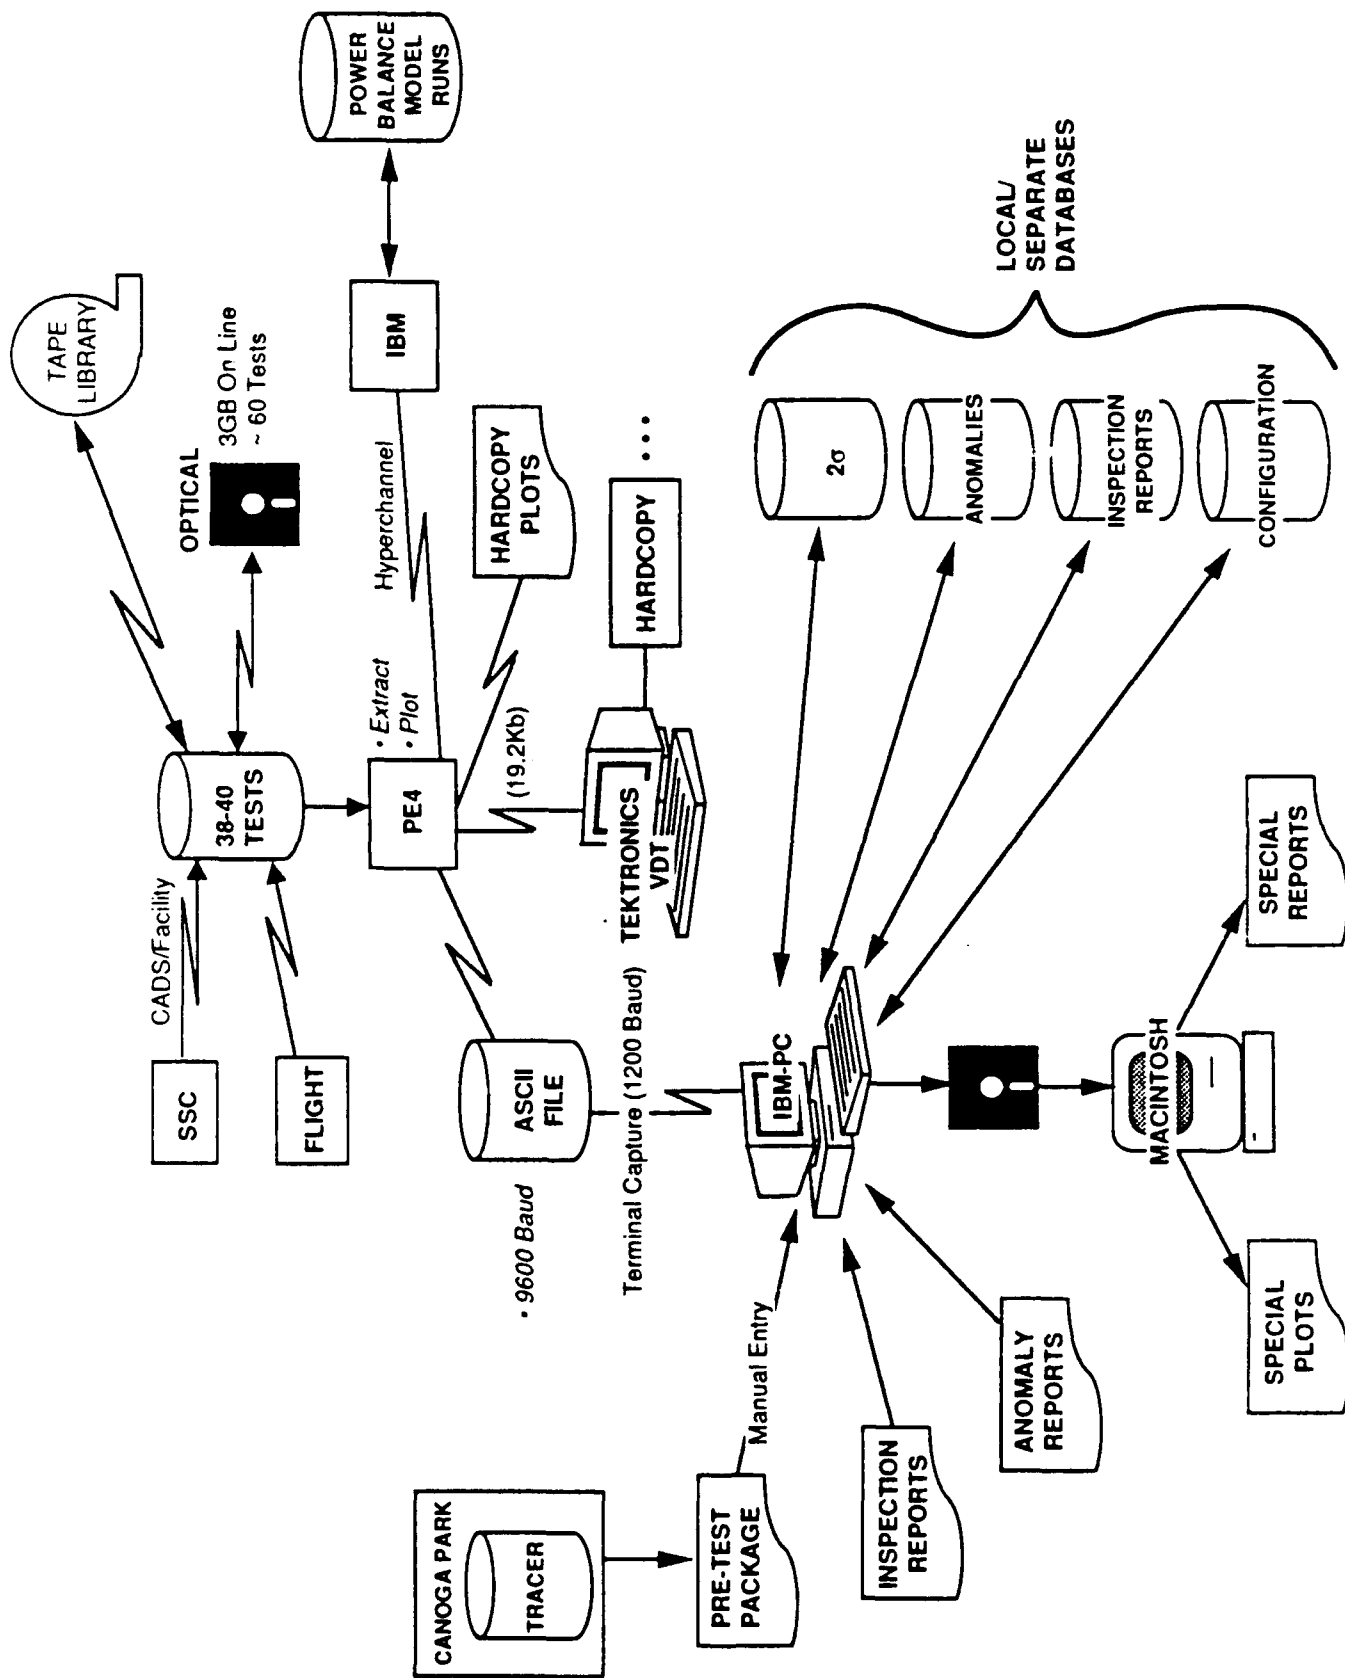 TAPE
LIBRARY
OPTICAL
3GB On Line
~ 60 Tests
SSC
CADS/Facility
FLIGHT
38-40
TESTS
PE4
• Extract
• Plot
Hyperchannel
IBM
POWER
BALANCE
MODEL
RUNS
HARDCOPY
PLOTS
(19.2Kb)
TEKTRONICS
VDT
HARDCOPY
• • •
ASCII
FILE
• 9600 Baud
Terminal Capture (1200 Baud)
CANOGA PARK
TRACER
PRE-TEST
PACKAGE
Manual Entry
INSPECTION
REPORTS
ANOMALY
REPORTS
IBM-PC
2σ
ANOMALIES
INSPECTION
REPORTS
CONFIGURATION
LOCAL/
SEPARATE
DATABASES
MACINTOSH
SPECIAL
PLOTS
SPECIAL
REPORTS